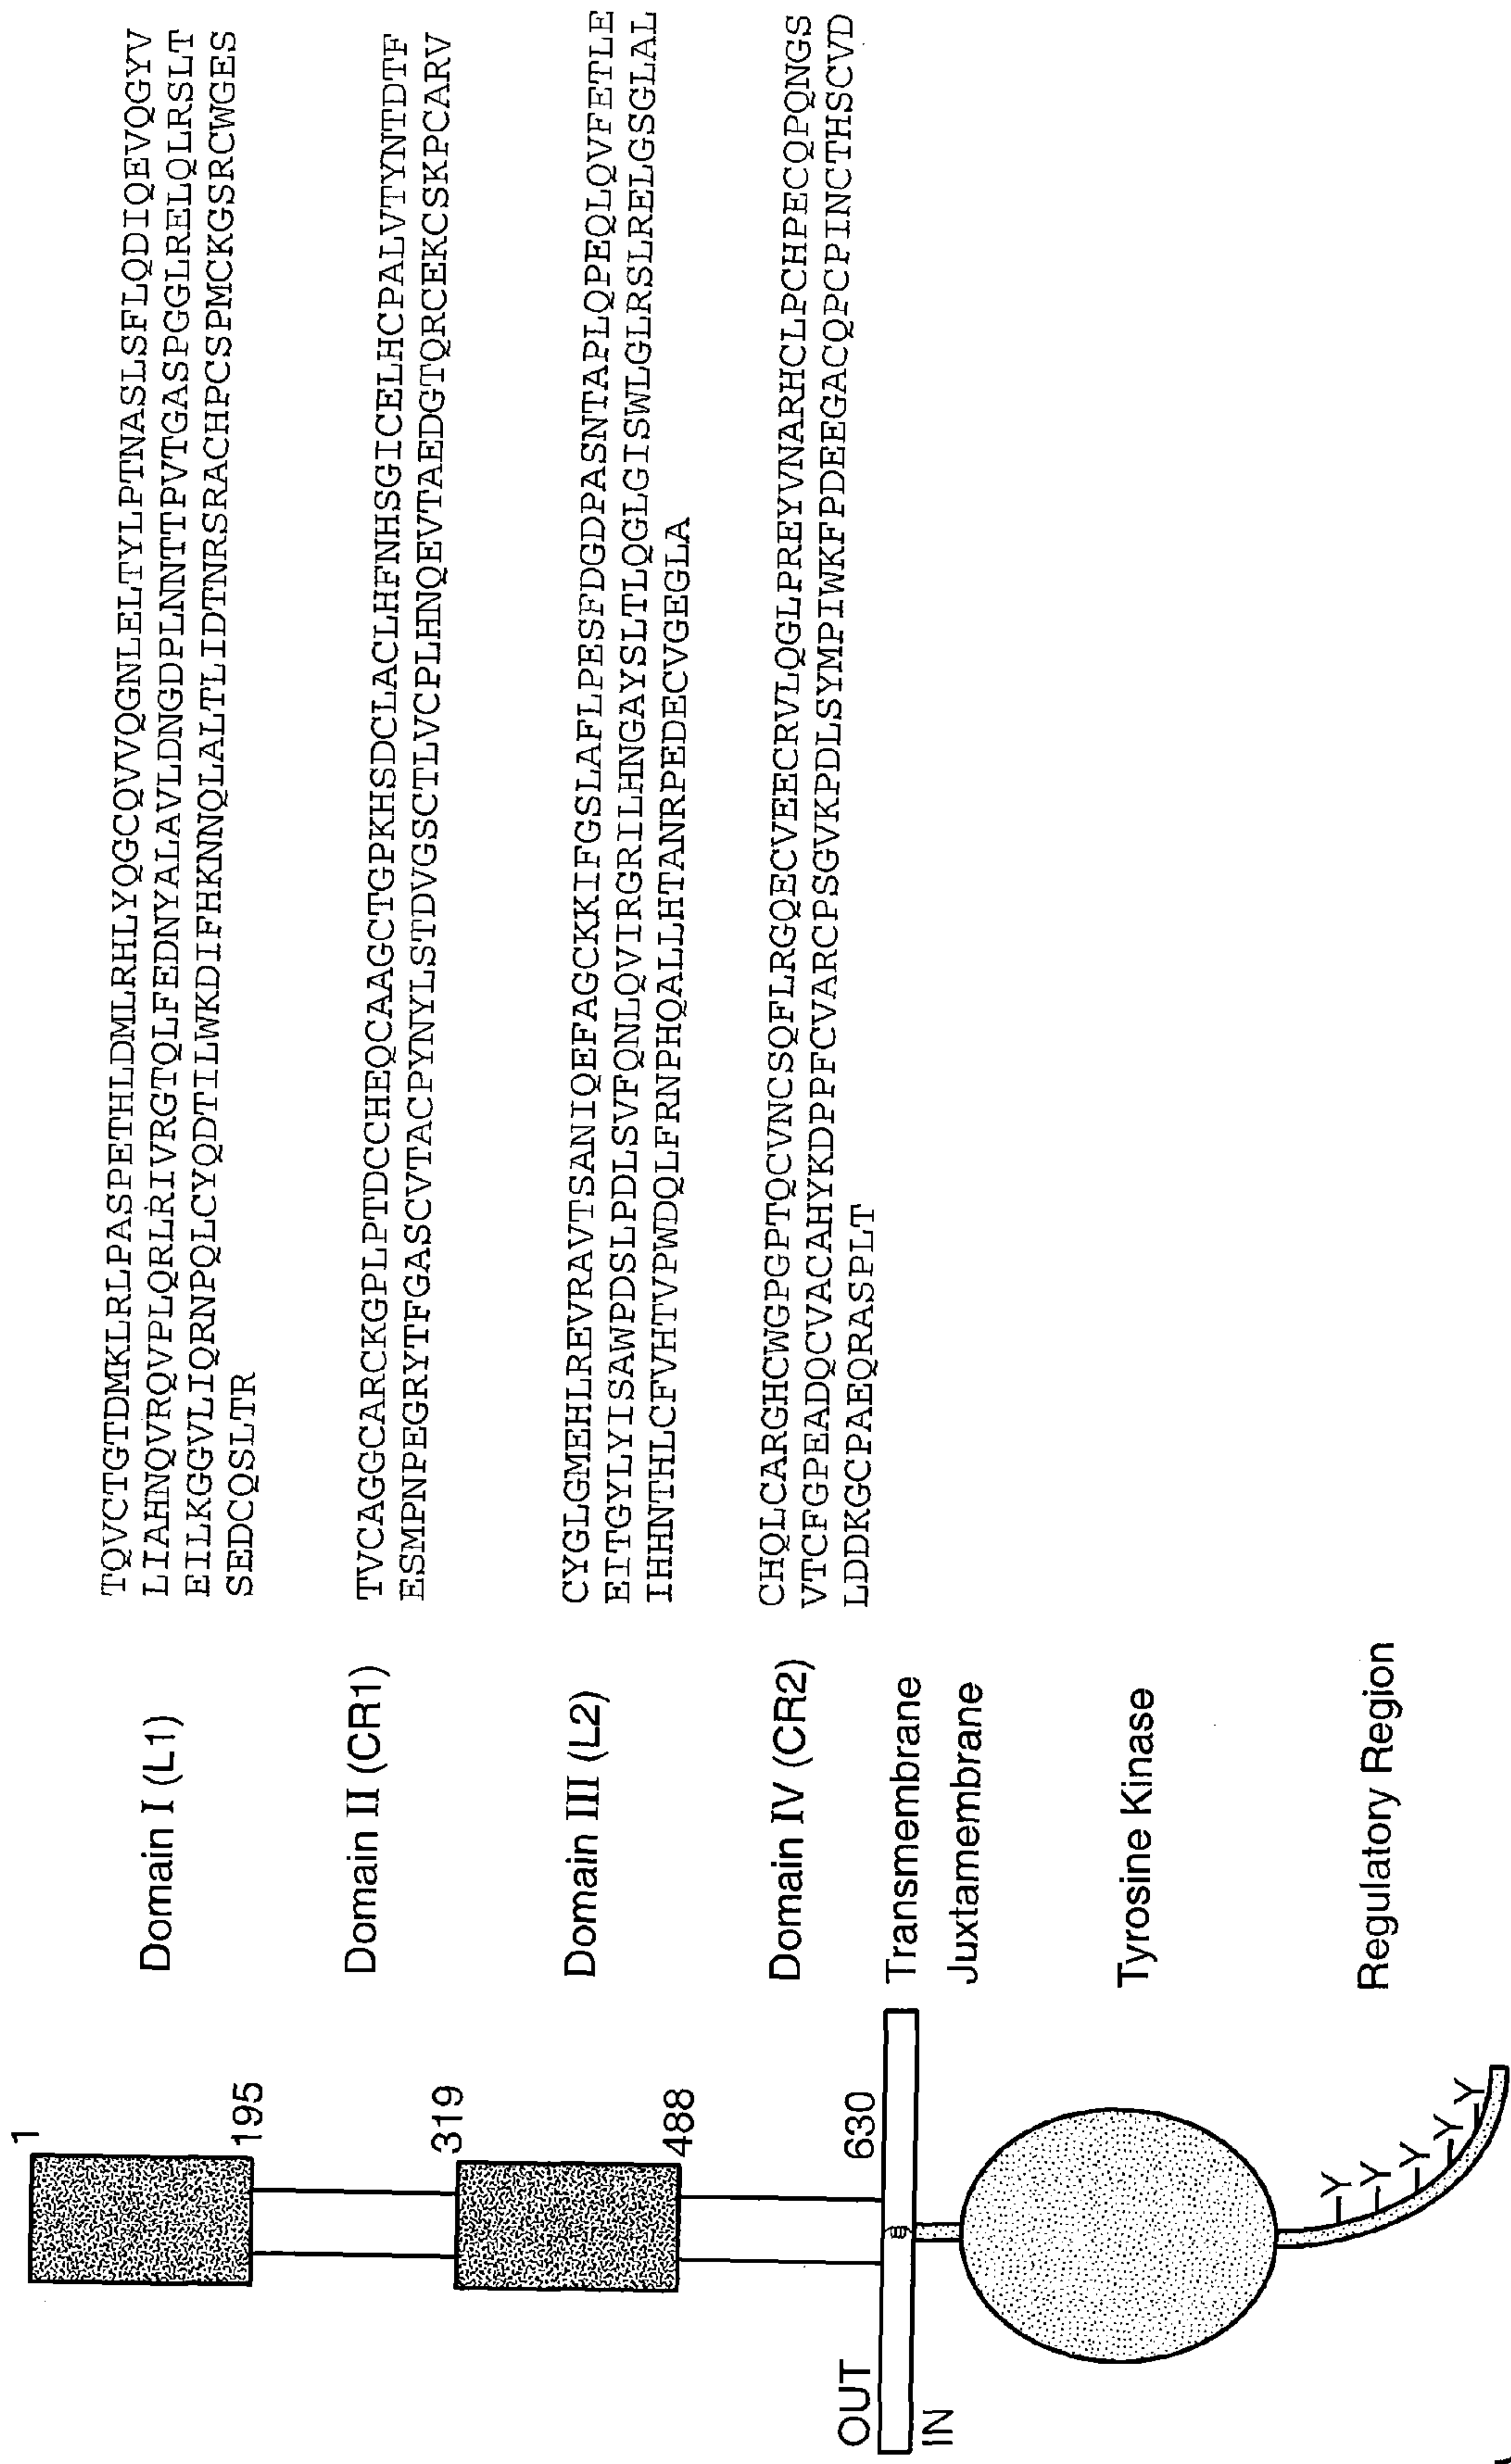 1
Domain I (L1)
TQVCTGTDMKLRLPASPETHLDMLRHLYQGCQVVQGNLELTYLPTNASLSFLQDIQEVQGYV
LIAHNQVRQVPLQRLRIVRGTQLFEDNYALAVLDNGDPLNNTTPVTGASPGGLRELQLRSLT
EILKGGVLIQRNPQLCYQDTILWKDIFHKNNQLALTLIDTNRSRACHPCSPMCKGSRCWGES
SEDCQSLTR
195
Domain II (CR1)
TVCAGGCARCKGPLPTDCCHEQCAAGCTGPKHSDCLACLHFNHSGICELHCPALVTYNTDTF
ESMPNPEGRYTFGASCVTACPYNYLSTDVGSCTLVCPLHNQEVTAEDGTQRCEKCSKPCARV
319
Domain III (L2)
CYGLGMEHLREVRAVTSANIQEFAGCKKIFGSLAFLPESFDGDPASNTAPLQPEQLQVFETLE
EITGYLYISAWPDSLPDLSVFQNLQVIRGRILHNGAYSLTLQGLGISWLGLRSLRELGSGLAL
IHHNTHLCFVHTVPWDQLFRNPHQALLHTANRPEDECVGEGLA
488
Domain IV (CR2)
CHQLCARGHCWGPGPTQCVNCSQFLRGQECVEECRVLQGLPREYVNARHCLPCHPECQPQNGS
VTCFGPEADQCVACAHYKDPPFCVARCPSGVKPDLSYMPIWKFPDEEGACQPCPINCTHSCVD
LDDKGCPAEQRASPLT
630
OUT
Transmembrane
IN
Juxtamembrane
Tyrosine Kinase
Regulatory Region
Y
Y
Y
Y
Y